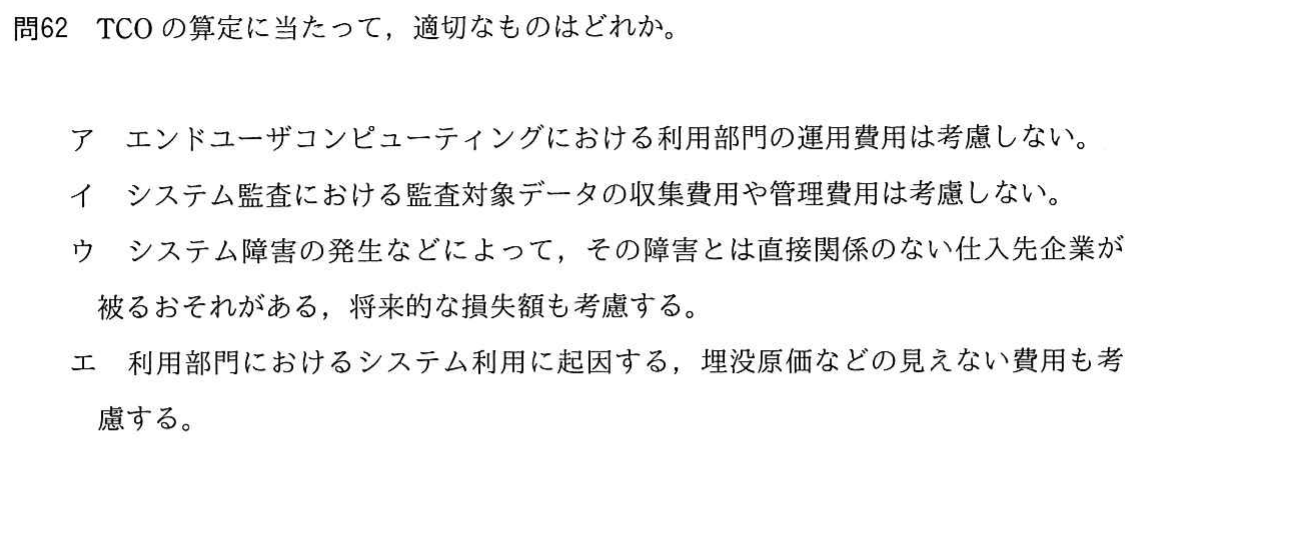 問62 TCO の算定に当たって，適切なものはどれか。
ア エンドユーザコンピューティングにおける利用部門の運用費用は考慮しない。
イ システム監査における監査対象データの収集費用や管理費用は考慮しない。
ウ システム障害の発生などによって，その障害とは直接関係のない仕入先企業が
被るおそれがある，将来的な損失額も考慮する。
エ 利用部門におけるシステム利用に起因する，埋没原価などの見えない費用も考
慮する。